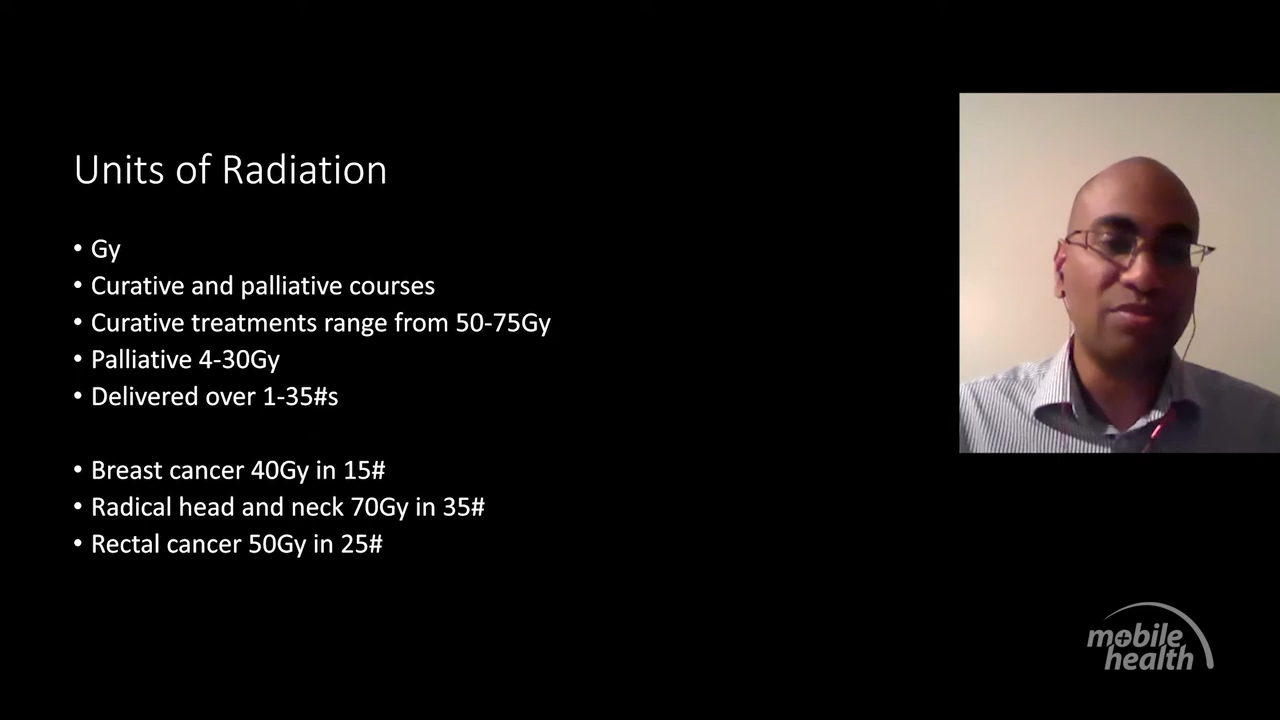 Units of Radiation
• Gy
• Curative and palliative courses
• Curative treatments range from 50-75Gy
• Palliative 4-30Gy
• Delivered over 1-35#s
• Breast cancer 40Gy in 15#
• Radical head and neck 70Gy in 35#
• Rectal cancer 50Gy in 25#
mobile
health